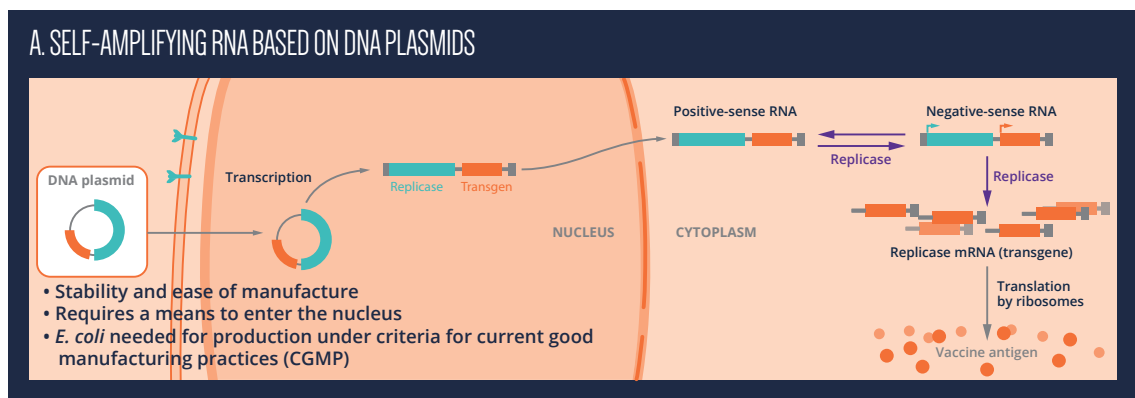 A. SELF-AMPLIFYING RNA BASED ON DNA PLASMIDS
DNA plasmid
Transcription
Replicase
Transgen
NUCLEUS
CYTOPLASM
Positive-sense RNA
Negative-sense RNA
Replicase
Replicase
Replicase mRNA (transgene)
Translation
by ribosomes
Vaccine antigen
• Stability and ease of manufacture
• Requires a means to enter the nucleus
• E. coli needed for production under criteria for current good
manufacturing practices (CGMP)